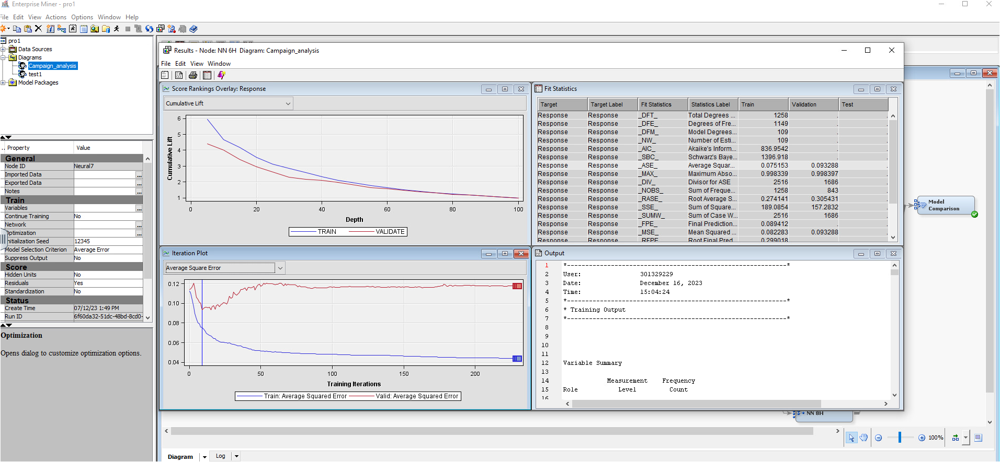 Enterprise Miner - pro1
File Edit View Actions Options Window Help
pro1
Data Sources
Diagrams
Campaign_analysis
test1
Model Packages
.. Property Value
General
Node ID Neural7
Imported Data ...
Exported Data ...
Notes ...
Train
Variables ...
Continue Training No
Network ...
Optimization ...
Initialization Seed 12345
Model Selection Criterion Average Error
Suppress Output No
Score
Hidden Units No
Residuals Yes
Standardization No
Status
Create Time 07/12/23 1:49 PM
Run ID 6f60da32-51dc-48bd-8cd0-
Optimization
Opens dialog to customize optimization options.
Results - Node: NN 6H Diagram: Campaign_analysis
File Edit View Window
Score Rankings Overlay: Response
Cumulative Lift
Cumulative Lift
6
5
4
3
2
1
0 20 40 60 80 100
Depth
TRAIN VALIDATE
Fit Statistics
Target Target Label Fit Statistics Statistics Label Train Validation Test
Response Response _DFT_ Total Degrees ... 1258 . .
Response Response _DFE_ Degrees of Fre... 1149 . .
Response Response _DFM_ Model Degrees... 109 . .
Response Response _NW_ Number of Esti... 109 . .
Response Response _AIC_ Akaike's Inform... 836.9542 . .
Response Response _SBC_ Schwarz's Baye... 1396.918 . .
Response Response _ASE_ Average Squar... 0.075153 0.093288 .
Response Response _MAX_ Maximum Abso... 0.998339 0.998397 .
Response Response _DIV_ Divisor for ASE 2516 1686 .
Response Response _NOBS_ Sum of Freque... 1258 843 .
Response Response _RASE_ Root Average S... 0.274141 0.305431 .
Response Response _SSE_ Sum of Square... 189.0854 157.2832 .
Response Response _SUMW_ Sum of Case W... 2516 1686 .
Response Response _FPE_ Final Prediction... 0.089412 . .
Response Response _MSE_ Mean Squared ... 0.082283 0.093288 .
Response Response _RFPE_ Root Final Pred... 0.299018 . .
Iteration Plot
Average Square Error
0.12
0.10
0.08
0.06
0.04
0 50 100 150 200
Training Iterations
Train: Average Squared Error Valid: Average Squared Error
Output
1 *------------------------------------------------------------*
2 User: 301329229
3 Date: December 16, 2023
4 Time: 15:04:24
5 *------------------------------------------------------------*
6 * Training Output
7 *------------------------------------------------------------*
8
9
10
11
12 Variable Summary
13
14 Measurement Frequency
15 Role Level Count
16
Model
Comparison
NN 8H
100%
Diagram Log